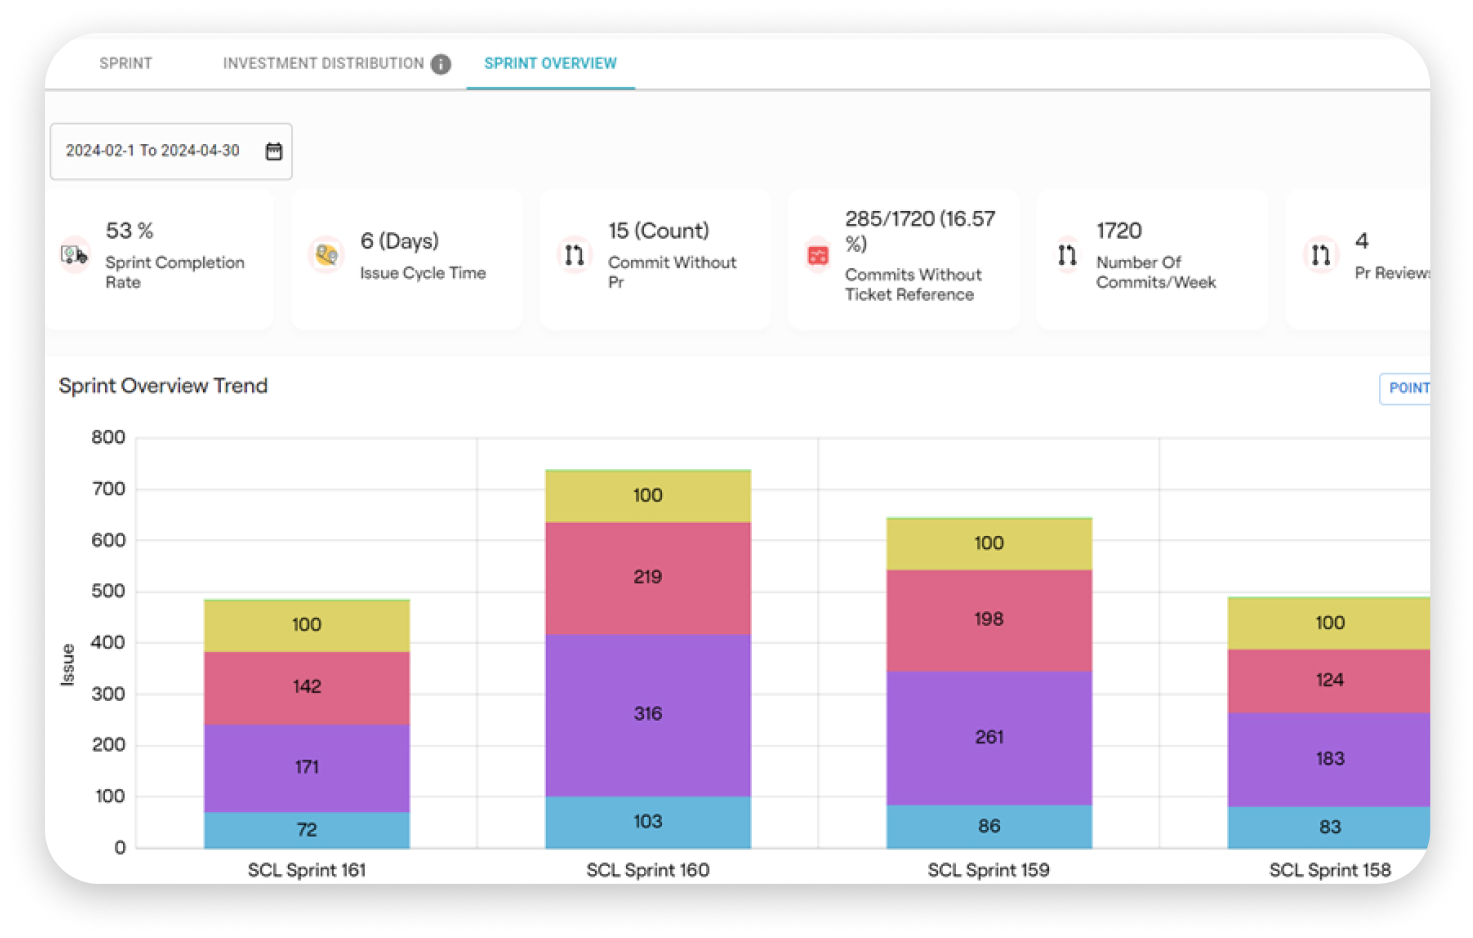 SPRINT
INVESTMENT DISTRIBUTION i
SPRINT OVERVIEW
2024-02-1 To 2024-04-30
53 %
Sprint Completion
Rate
6 (Days)
Issue Cycle Time
15 (Count)
Commit Without
Pr
285/1720 (16.57
%)
Commits Without
Ticket Reference
1720
Number Of
Commits/Week
4
Pr Reviews
Sprint Overview Trend
POINT
800
700
600
500
400
300
200
100
0
Issue
100
142
171
72
SCL Sprint 161
100
219
316
103
SCL Sprint 160
100
198
261
86
SCL Sprint 159
100
124
183
83
SCL Sprint 158